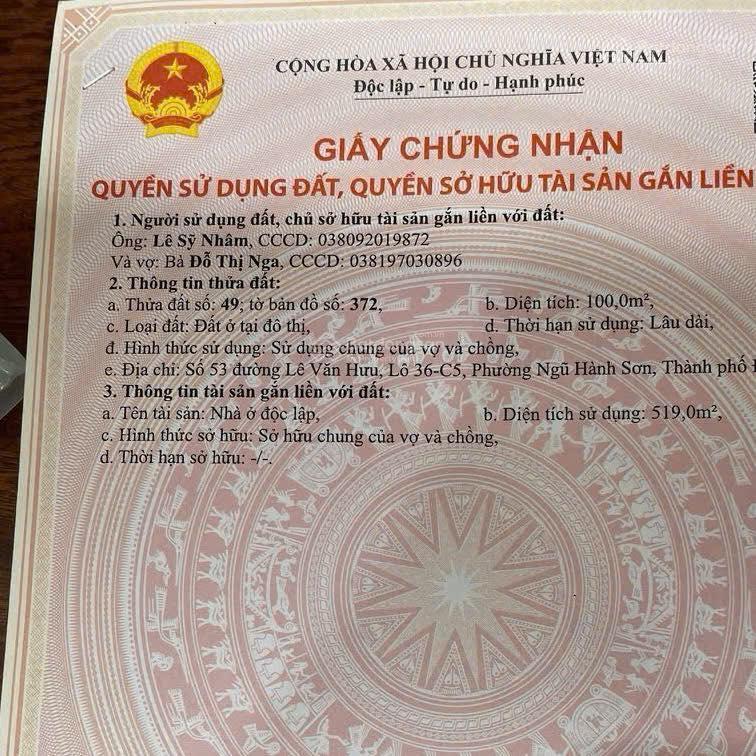 CỘNG HÒA XÃ HỘI CHỦ NGHĨA VIỆT NAM
Độc lập - Tự do - Hạnh phúc
GIẤY CHỨNG NHẬN
QUYỀN SỬ DỤNG ĐẤT, QUYỀN SỞ HỮU TÀI SẢN GẮN LIỀN
1. Người sử dụng đất, chủ sở hữu tài sản gắn liền với đất:
Ông: Lê Sỹ Nhâm, CCCD: 038092019872
Và vợ: Bà Đỗ Thị Nga, CCCD: 038197030896
2. Thông tin thửa đất:
a. Thửa đất số: 49; tờ bản đồ số: 372, b. Diện tích: 100,0m²,
c. Loại đất: Đất ở tại đô thị, d. Thời hạn sử dụng: Lâu dài,
đ. Hình thức sử dụng: Sử dụng chung của vợ và chồng,
e. Địa chỉ: Số 53 đường Lê Văn Hưu, Lô 36-C5, Phường Ngũ Hành Sơn, Thành phố
3. Thông tin tài sản gắn liền với đất:
a. Tên tài sản: Nhà ở độc lập, b. Diện tích sử dụng: 519,0m²,
c. Hình thức sở hữu: Sở hữu chung của vợ và chồng,
d. Thời hạn sở hữu: -/-.